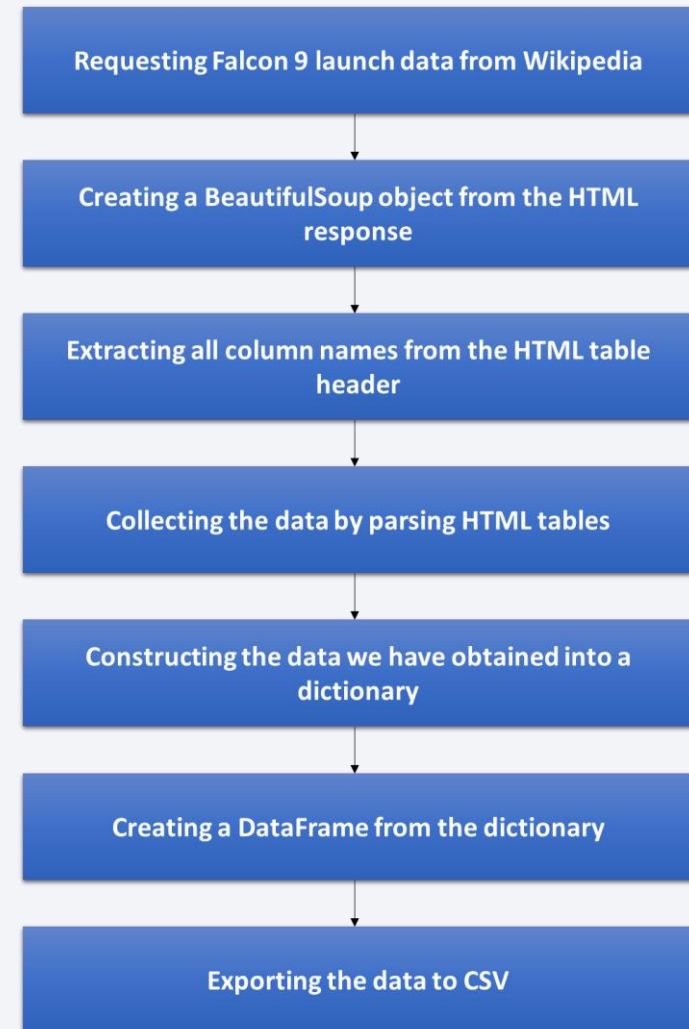 Requesting Falcon 9 launch data from Wikipedia
Creating a BeautifulSoup object from the HTML
response
Extracting all column names from the HTML table
header
Collecting the data by parsing HTML tables
Constructing the data we have obtained into a
dictionary
Creating a DataFrame from the dictionary
Exporting the data to CSV